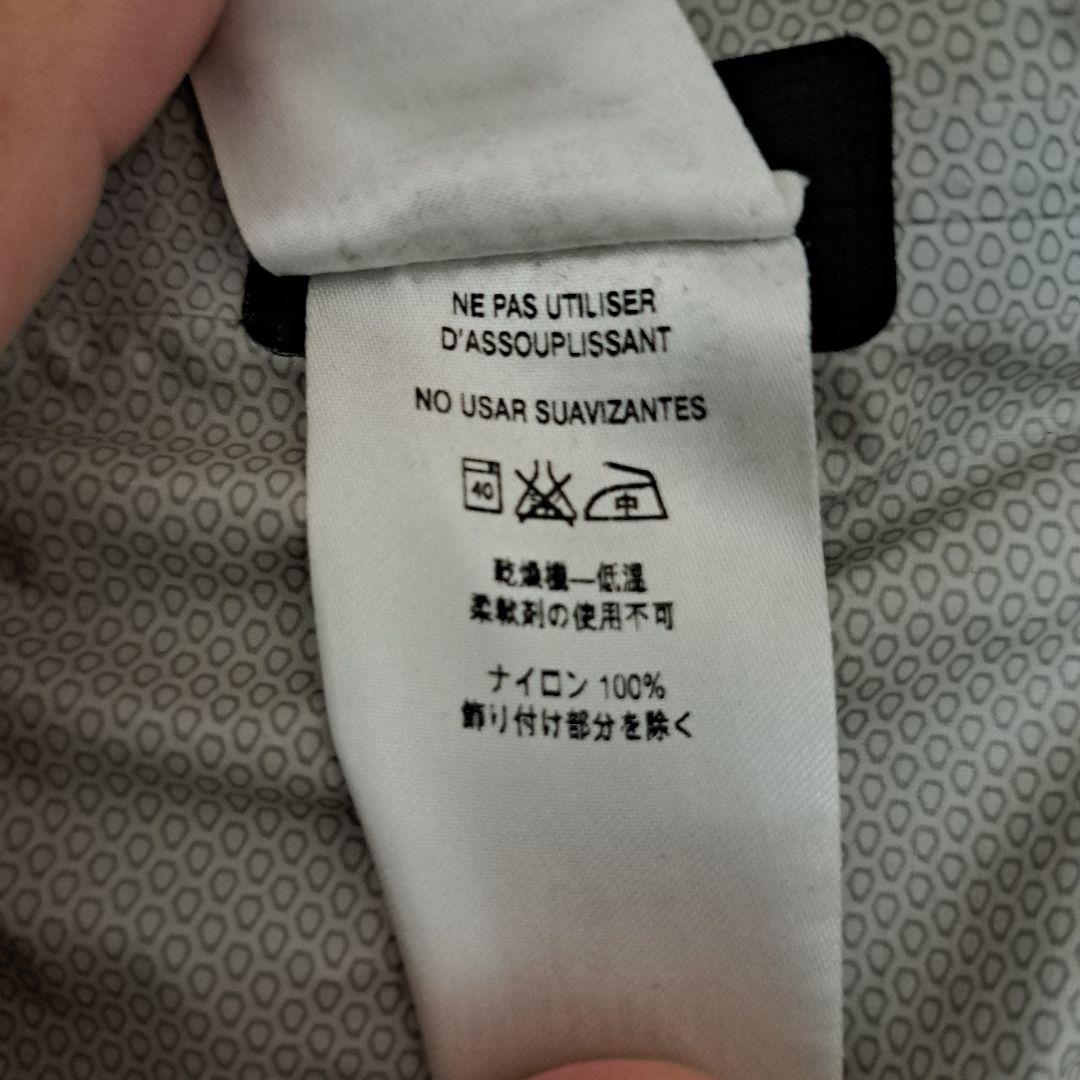 NE PAS UTILISER
D'ASSOUPLISSANT
NO USAR SUAVIZANTES
40 中
乾燥機—低温
柔軟剤の使用不可
ナイロン 100%
飾り付け部分を除く